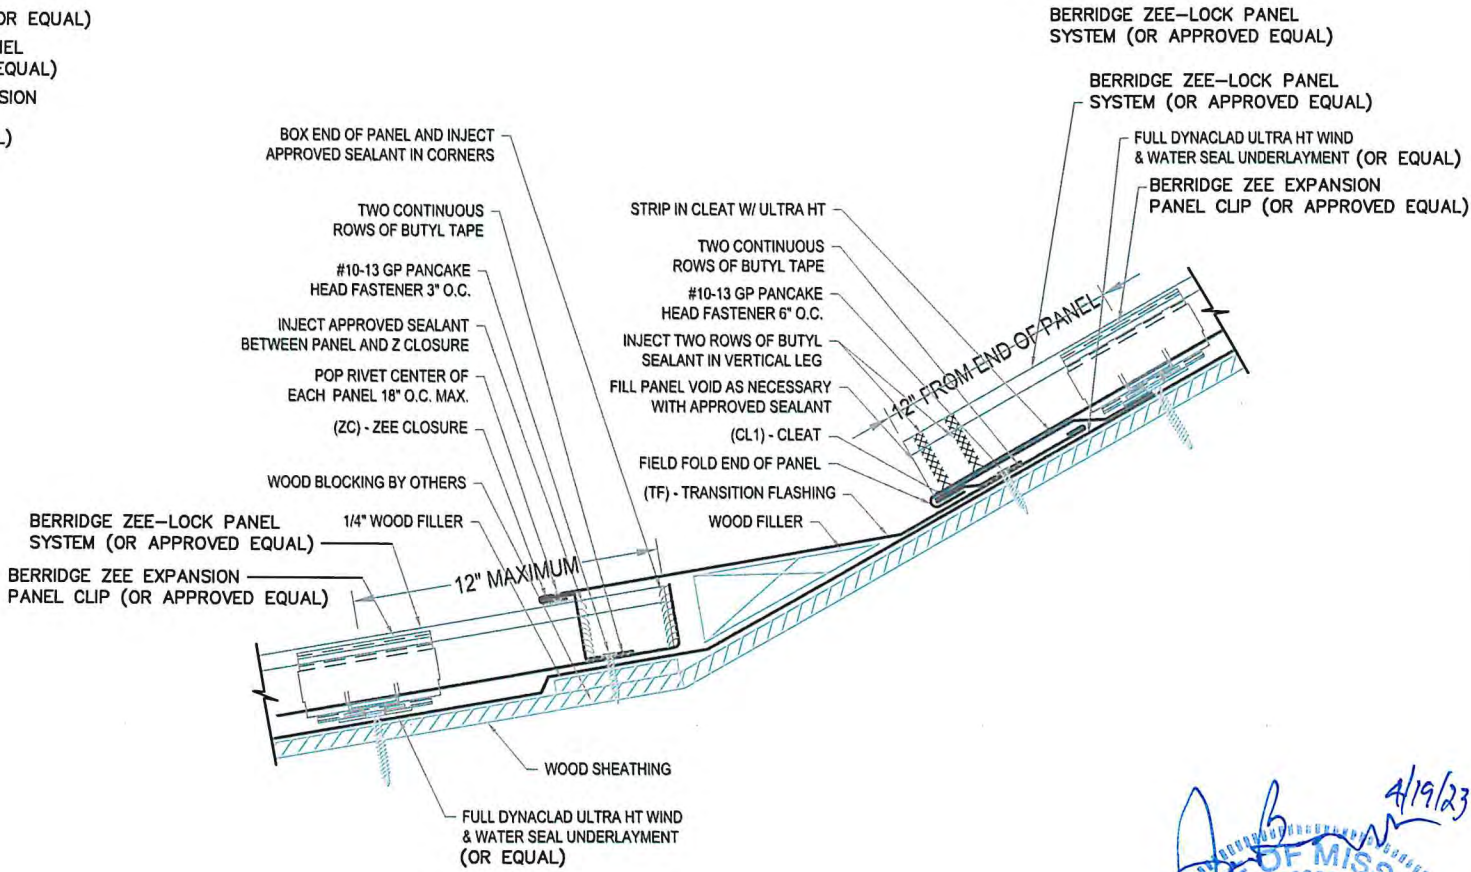 OR EQUAL)
NEL
EQUAL)
SION
L)
BERRIDGE ZEE-LOCK PANEL
SYSTEM (OR APPROVED EQUAL)
BERRIDGE ZEE-LOCK PANEL
SYSTEM (OR APPROVED EQUAL)
FULL DYNACLAD ULTRA HT WIND
& WATER SEAL UNDERLAYMENT (OR EQUAL)
BERRIDGE ZEE EXPANSION
PANEL CLIP (OR APPROVED EQUAL)
BOX END OF PANEL AND INJECT
APPROVED SEALANT IN CORNERS
TWO CONTINUOUS
ROWS OF BUTYL TAPE
#10-13 GP PANCAKE
HEAD FASTENER 3" O.C.
INJECT APPROVED SEALANT
BETWEEN PANEL AND Z CLOSURE
POP RIVET CENTER OF
EACH PANEL 18" O.C. MAX.
(ZC) - ZEE CLOSURE
WOOD BLOCKING BY OTHERS
1/4" WOOD FILLER
STRIP IN CLEAT W/ ULTRA HT
TWO CONTINUOUS
ROWS OF BUTYL TAPE
#10-13 GP PANCAKE
HEAD FASTENER 6" O.C.
INJECT TWO ROWS OF BUTYL
SEALANT IN VERTICAL LEG
FILL PANEL VOID AS NECESSARY
WITH APPROVED SEALANT
(CL1) - CLEAT
FIELD FOLD END OF PANEL
(TF) - TRANSITION FLASHING
WOOD FILLER
12" FROM END OF PANEL
BERRIDGE ZEE-LOCK PANEL
SYSTEM (OR APPROVED EQUAL)
BERRIDGE ZEE EXPANSION
PANEL CLIP (OR APPROVED EQUAL)
12" MAXIMUM
WOOD SHEATHING
FULL DYNACLAD ULTRA HT WIND
& WATER SEAL UNDERLAYMENT
(OR EQUAL)
4/19/23
OF MISS